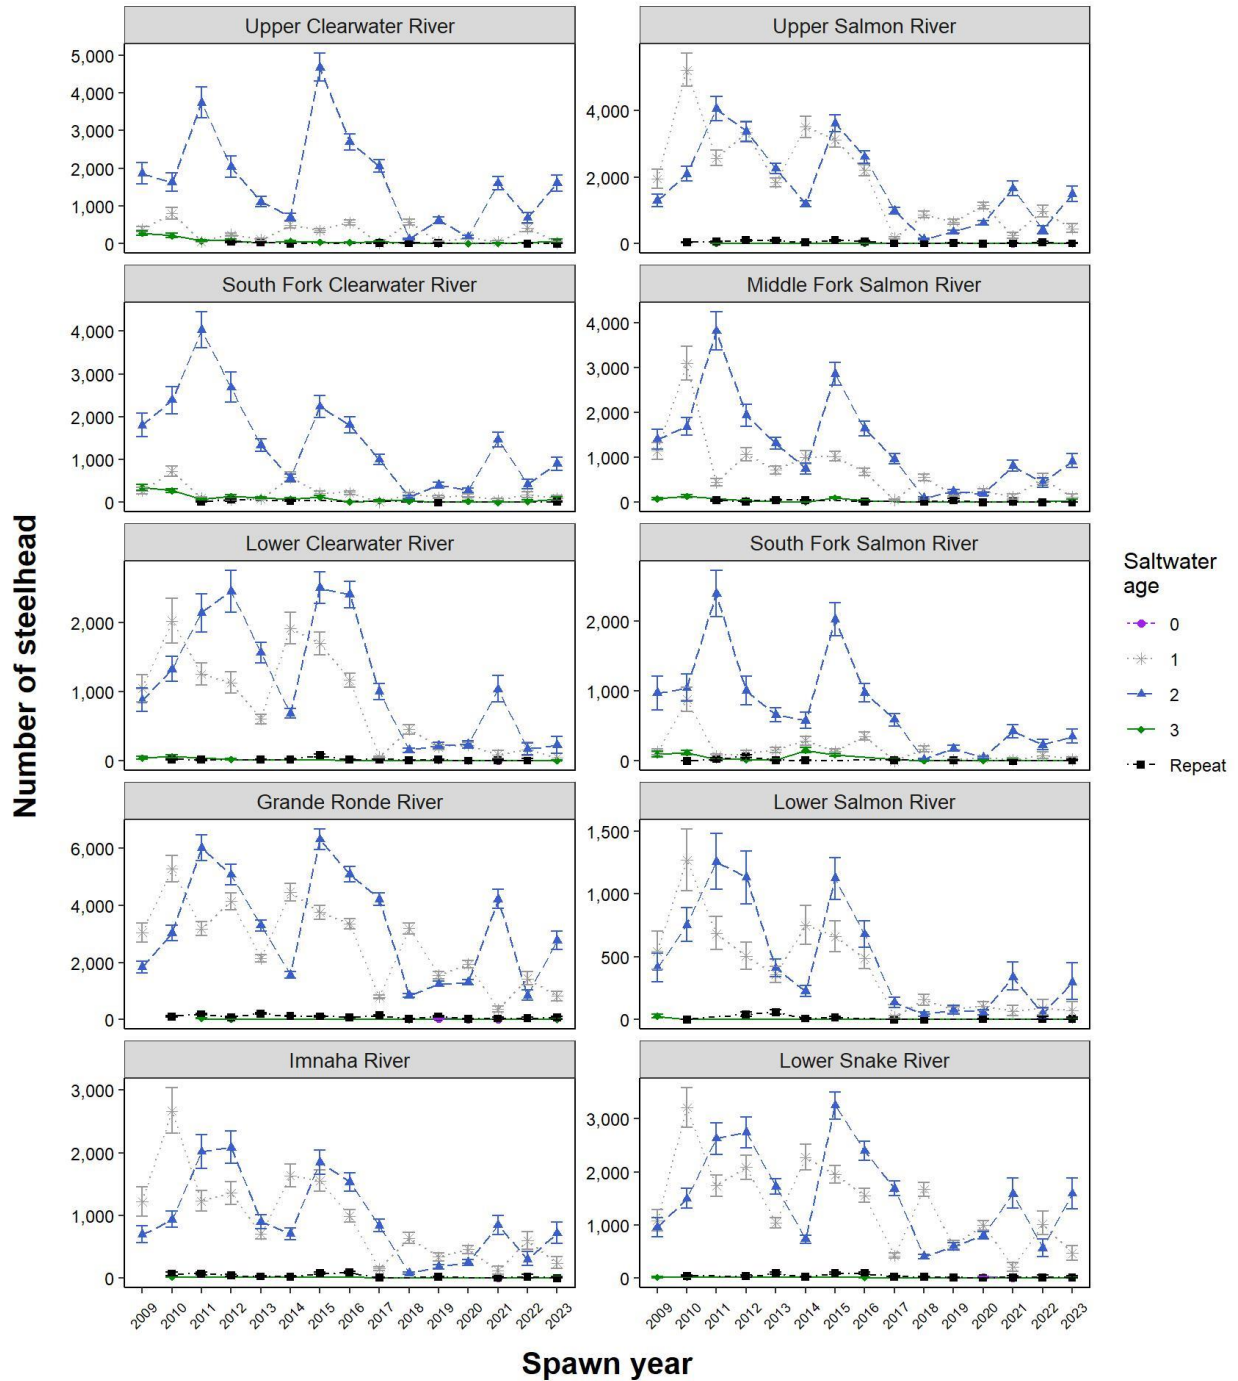 Upper Clearwater River
Upper Salmon River
5,000
4,000
3,000
2,000
1,000
0
4,000
2,000
0
South Fork Clearwater River
Middle Fork Salmon River
4,000
3,000
2,000
1,000
0
4,000
3,000
2,000
1,000
0
Lower Clearwater River
South Fork Salmon River
2,000
1,000
0
2,000
1,000
0
Grande Ronde River
Lower Salmon River
6,000
4,000
2,000
0
1,500
1,000
500
0
Imnaha River
Lower Snake River
3,000
2,000
1,000
0
3,000
2,000
1,000
0
2009 2010 2011 2012 2013 2014 2015 2016 2017 2018 2019 2020 2021 2022 2023
2009 2010 2011 2012 2013 2014 2015 2016 2017 2018 2019 2020 2021 2022 2023
Number of steelhead
Spawn year
Saltwater
age
0
1
2
3
Repeat